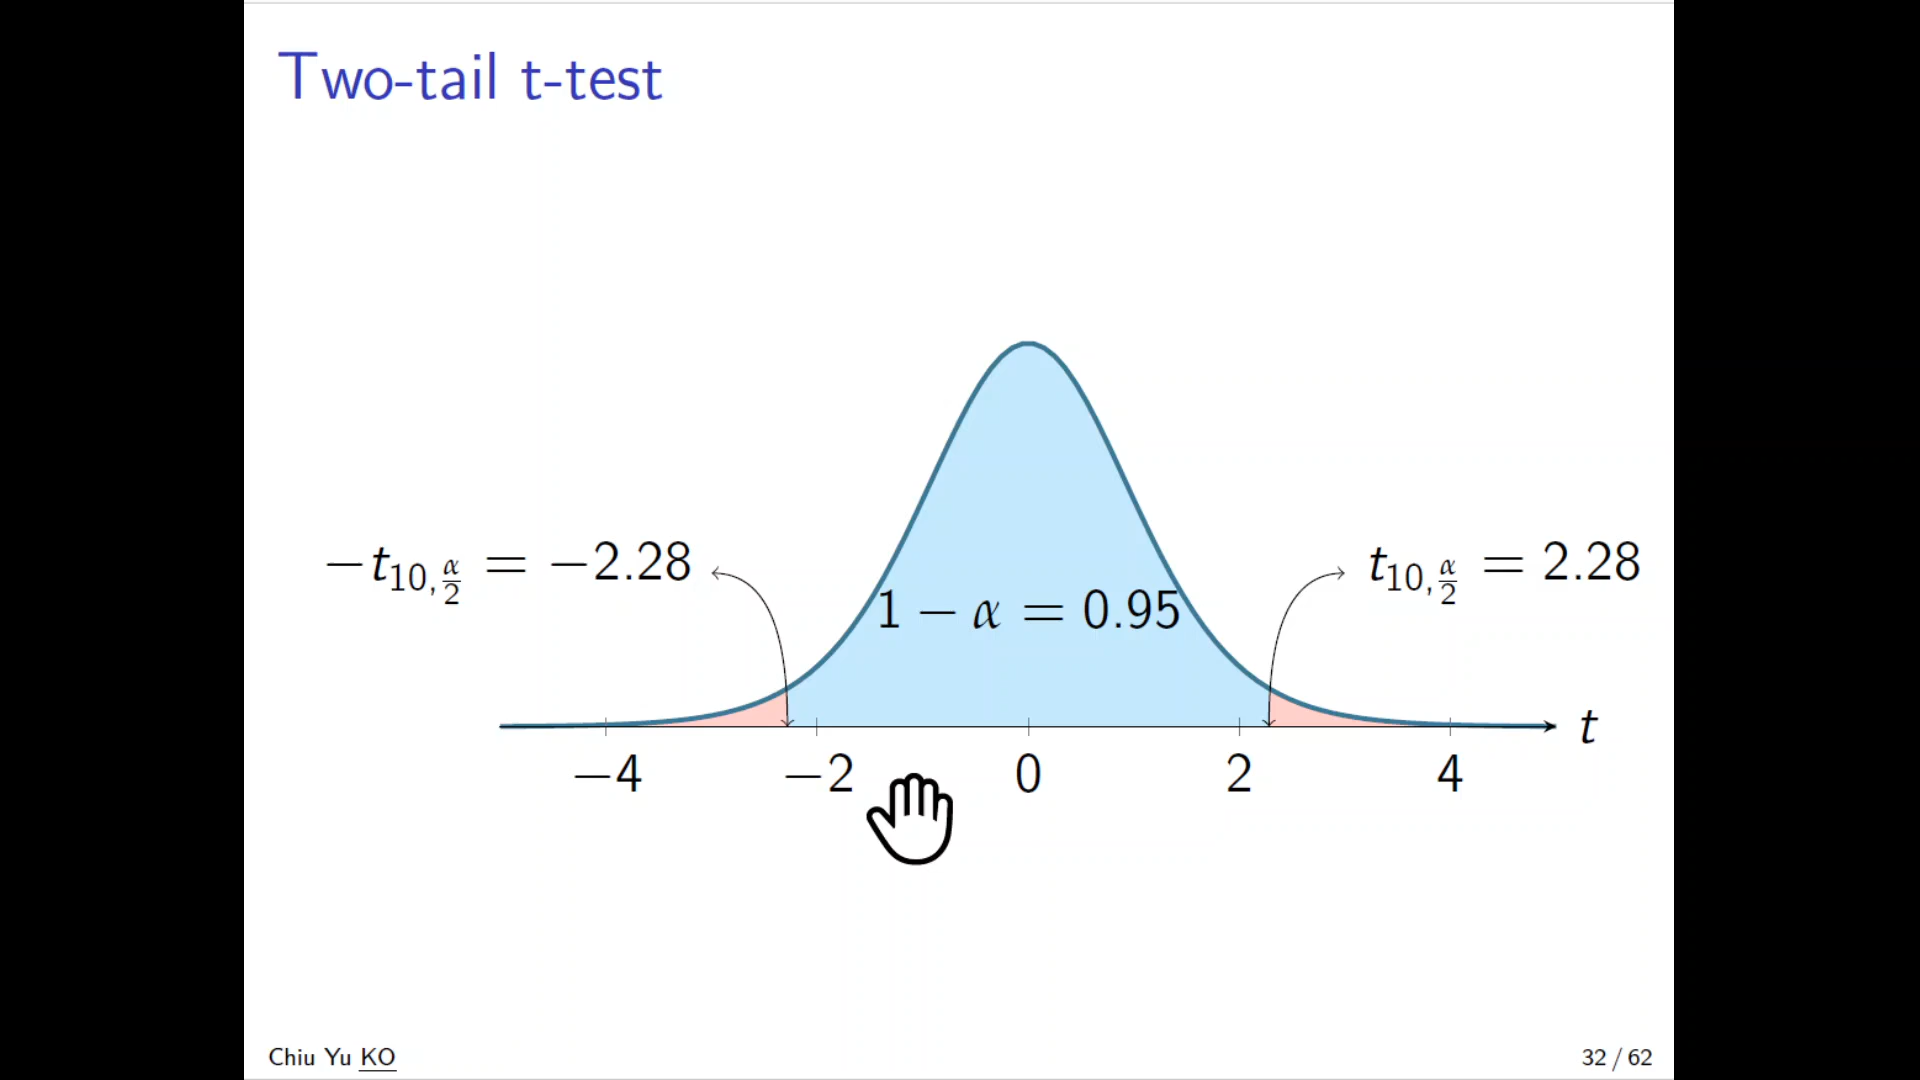 Two-tail t-test
−t10,α/2 = −2.28
t10,α/2 = 2.28
1 − α = 0.95
−4 −2 0 2 4 t
Chiu Yu KO 32 / 62